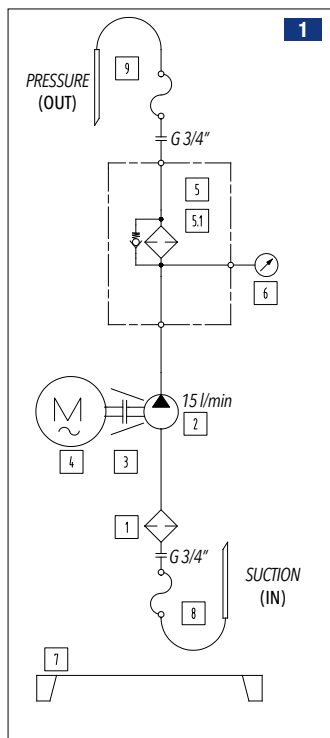 1
9
PRESSURE
(OUT)
G 3/4"
5
5.1
6
15 l/min
2
M
4
3
1
G 3/4"
SUCTION
(IN)
8
7